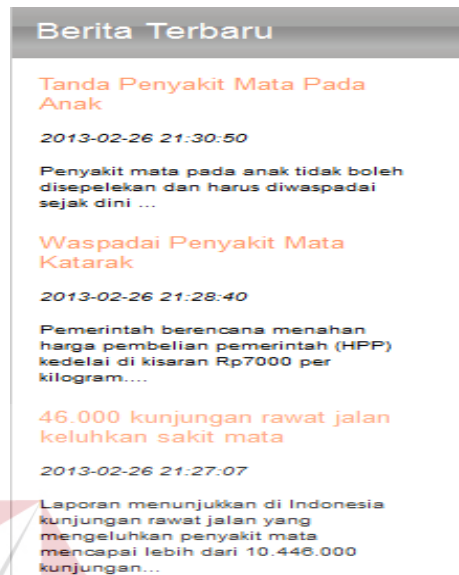 Berita Terbaru
Tanda Penyakit Mata Pada
Anak
2013-02-26 21:30:50
Penyakit mata pada anak tidak boleh
disepelekan dan harus diwaspadai
sejak dini ...
Waspadai Penyakit Mata
Katarak
2013-02-26 21:28:40
Pemerintah berencana menahan
harga pembelian pemerintah (HPP)
kedelai di kisaran Rp7000 per
kilogram....
46.000 kunjungan rawat jalan
keluhkan sakit mata
2013-02-26 21:27:07
Laporan menunjukkan di Indonesia
kunjungan rawat jalan yang
mengeluhkan penyakit mata
mencapai lebih dari 10.446.000
kunjungan...